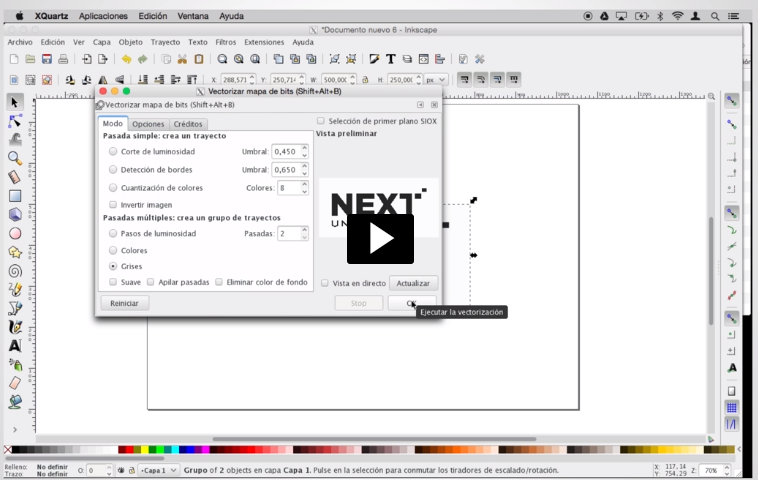 XQuartz Aplicaciones Edición Ventana Ayuda
*Documento nuevo 6 - Inkscape
Archivo Edición Ver Capa Objeto Trayecto Texto Filtros Extensiones Ayuda
X: 288,571 Y: 250,714 W: 500,00( H: 250,00( px
Vectorizar mapa de bits (Shift+Alt+B)
Vectorizar mapa de bits (Shift+Alt+B)
Modo Opciones Créditos
Selección de primer plano SIOX
Pasada simple: crea un trayecto
Vista preliminar
Corte de luminosidad Umbral: 0,450
Detección de bordes Umbral: 0,650
Cuantización de colores Colores: 8
Invertir imagen
NEXT
UN
Pasadas múltiples: crea un grupo de trayectos
Pasos de luminosidad Pasadas: 2
Colores
Grises
Suave Apilar pasadas Eliminar color de fondo
Vista en directo Actualizar
Reiniciar Stop OK
Ejecutar la vectorización
Relleno: No definir
Trazo: No definir
O: 0
•Capa 1
Grupo de 2 objects en capa Capa 1. Pulse en la selección para conmutar los tiradores de escalado/rotación.
X: 117,14
Y: 754,29
Z: 70%